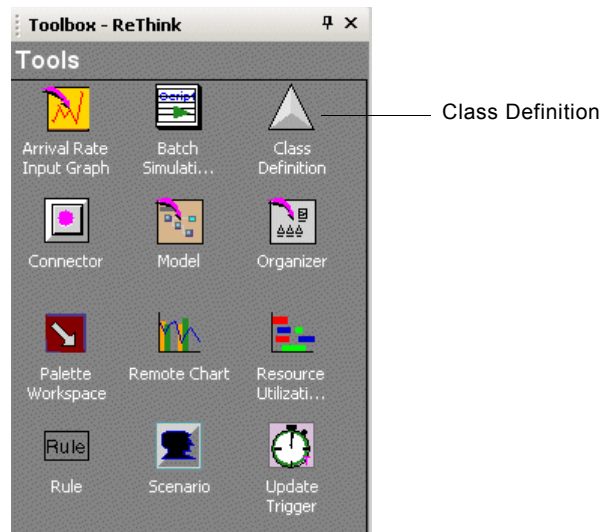 Toolbox - ReThink
Tools
Script
Arrival Rate
Input Graph
Batch
Simulati...
Class
Definition
Class Definition
Connector
Model
Organizer
Palette
Workspace
Remote Chart
Resource
Utilizati...
Rule
Rule
Scenario
Update
Trigger